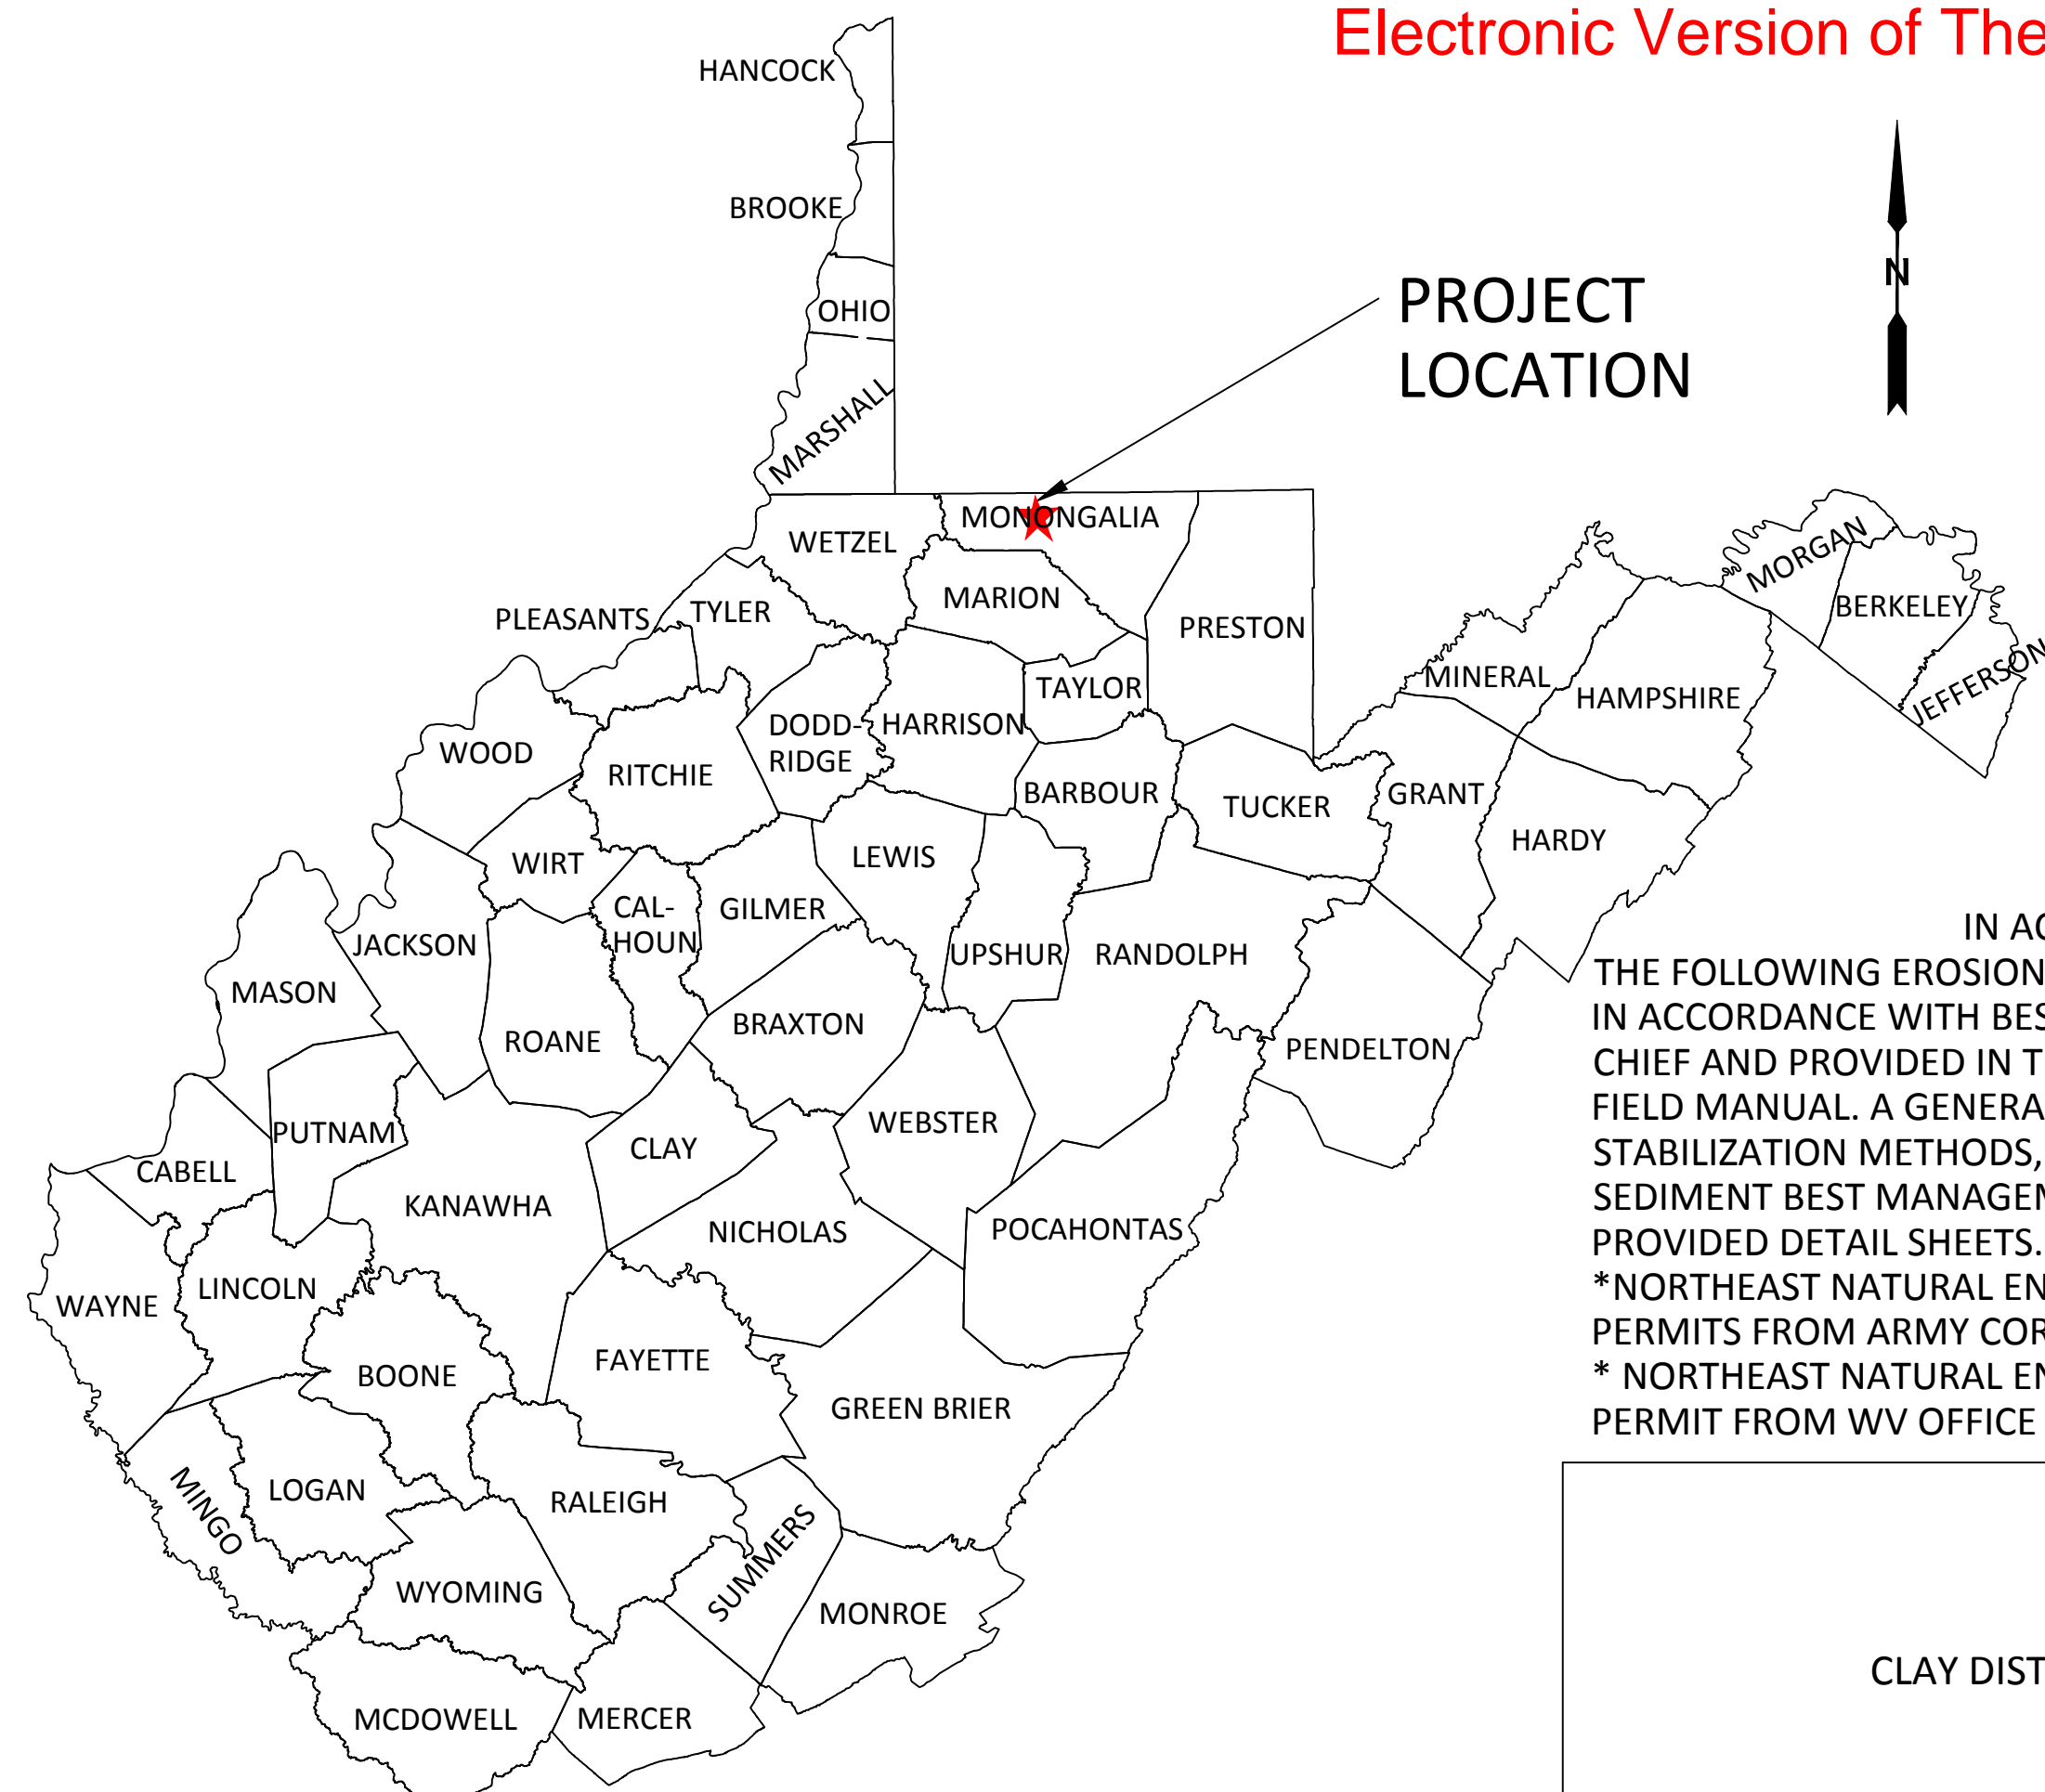 Electronic Version of The
HANCOCK
BROOKE
OHIO
MARSHALL
PROJECT
LOCATION
N
MONONGALIA
WETZEL
MARION
PLEASANTS
TYLER
PRESTON
MORGAN
BERKELEY
JEFFERSON
MINERAL
HAMPSHIRE
TAYLOR
DODD-
RIDGE
HARRISON
WOOD
RITCHIE
BARBOUR
TUCKER
GRANT
HARDY
WIRT
LEWIS
CAL-
HOUN
GILMER
JACKSON
UPSHUR
RANDOLPH
MASON
ROANE
BRAXTON
PENDELTON
PUTNAM
CLAY
WEBSTER
CABELL
KANAWHA
NICHOLAS
POCAHONTAS
WAYNE
LINCOLN
BOONE
FAYETTE
GREEN BRIER
MINGO
LOGAN
RALEIGH
SUMMERS
WYOMING
MONROE
MCDOWELL
MERCER
IN AC
THE FOLLOWING EROSION
IN ACCORDANCE WITH BES
CHIEF AND PROVIDED IN T
FIELD MANUAL. A GENERA
STABILIZATION METHODS,
SEDIMENT BEST MANAGEM
PROVIDED DETAIL SHEETS.
*NORTHEAST NATURAL EN
PERMITS FROM ARMY COR
* NORTHEAST NATURAL EN
PERMIT FROM WV OFFICE
CLAY DIST